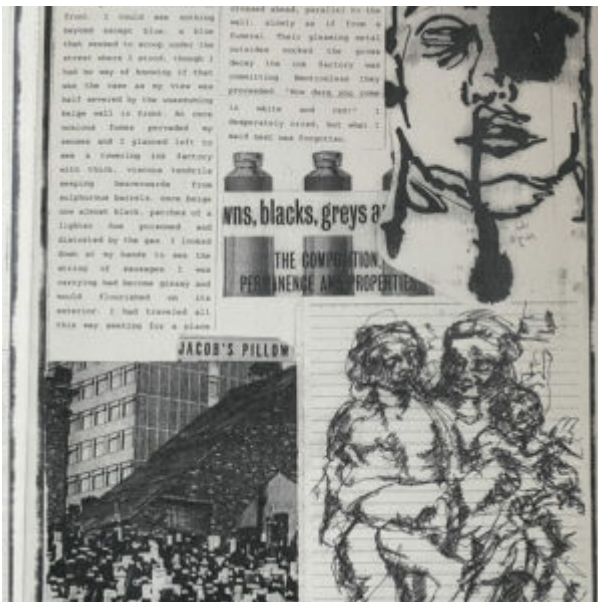 front. I could see nothing
beyond except blue. a blue
that seemed to scoop under the
street where I stood, though I
had no way of knowing if that
was the case as my view was
half severed by the unassuming
beige wall in front. At once
noxious fumes pervaded my
senses and I glanced left to
see a towering ink factory
with thick, viscous tendrils
seeping heavenwards from
sulphurous barrels. Once beige
now almost black. patches of a
lighter hue processed and
distorted by the gas. I looked
down at my hands to see the
string of sausages I was
carrying had become greasy and
mould flourished on its
exterior. I had traveled all
this way seeking for a place
crossed ahead, parallel to the
wall. slowly as if from a
funeral. Their gleaming metal
outsides mocked the gross
decay the ink factory was
committing. Emotionless they
proceeded. "How dare you come
in white and red!" I
desperately cried, but what I
said next was forgotten.
wns, blacks, greys a
THE COMPOSITION,
PERMANENCE AND PROPERTIES
JACOB'S PILLOW